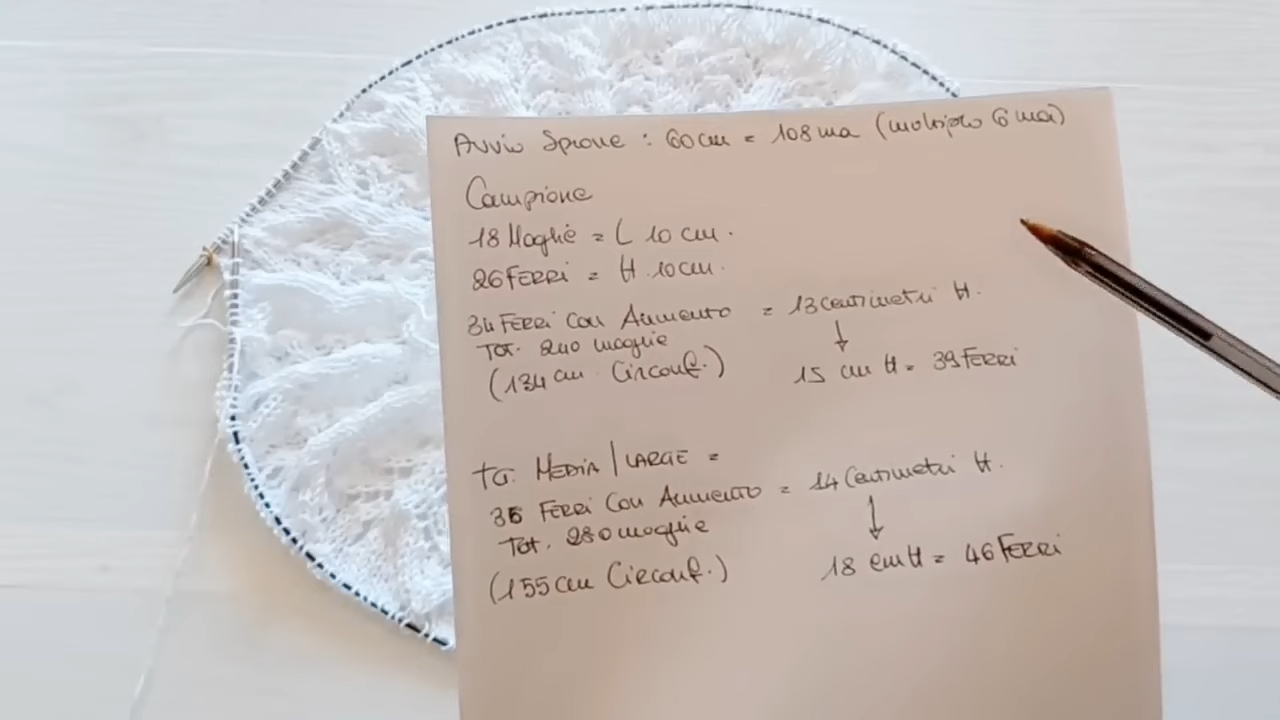 Avvio Sprone : 60 cm = 108 ma (multiplo 6 ma)
Campione
18 Maglie = L 10 cm.
26 Ferri = H. 10 cm.
34 Ferri con Aumento = 13 centimetri H.
Tot. 240 maglie
(134 cm Circonf.)
↓
15 cm H = 39 Ferri
TG. MEDIA / LARGE =
36 Ferri con Aumento = 14 Centimetri H.
Tot. 280 maglie
(155 cm Circonf.)
↓
18 cm H = 46 Ferri